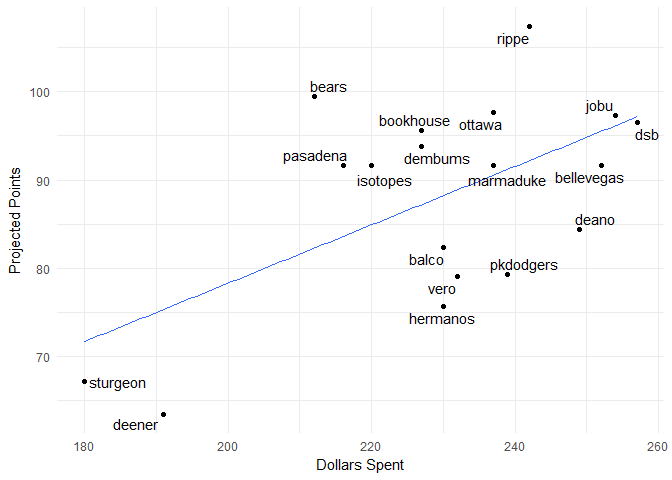 rippe
bears
100
jobu
ottawa
bookhouse
dsb
dembums
pasadena
isotopes
marmaduke
bellevegas
90
deano
balco
80
pkdodgers
vero
hermanos
70
sturgeon
deener
180
200
220
240
260
Dollars Spent
Projected Points